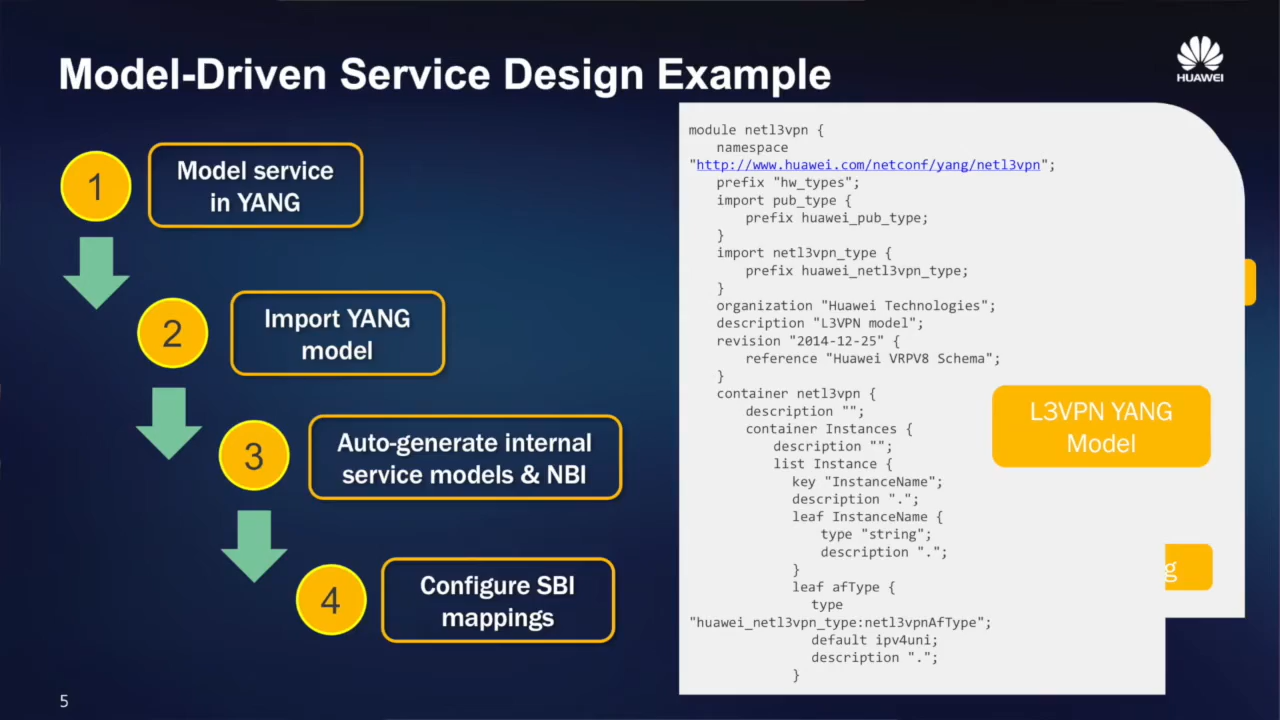 Model-Driven Service Design Example
HUAWEI
1
Model service
in YANG
2
Import YANG
model
3
Auto-generate internal
service models & NBI
4
Configure SBI
mappings
module netl3vpn {
namespace
"http://www.huawei.com/netconf/yang/netl3vpn";
prefix "hw_types";
import pub_type {
prefix huawei_pub_type;
}
import netl3vpn_type {
prefix huawei_netl3vpn_type;
}
organization "Huawei Technologies";
description "L3VPN model";
revision "2014-12-25" {
reference "Huawei VRPV8 Schema";
}
container netl3vpn {
description "";
container Instances {
description "";
list Instance {
key "InstanceName";
description ".";
leaf InstanceName {
type "string";
description ".";
}
leaf afType {
type
"huawei_netl3vpn_type:netl3vpnAfType";
default ipv4uni;
description ".";
}
L3VPN YANG
Model
5